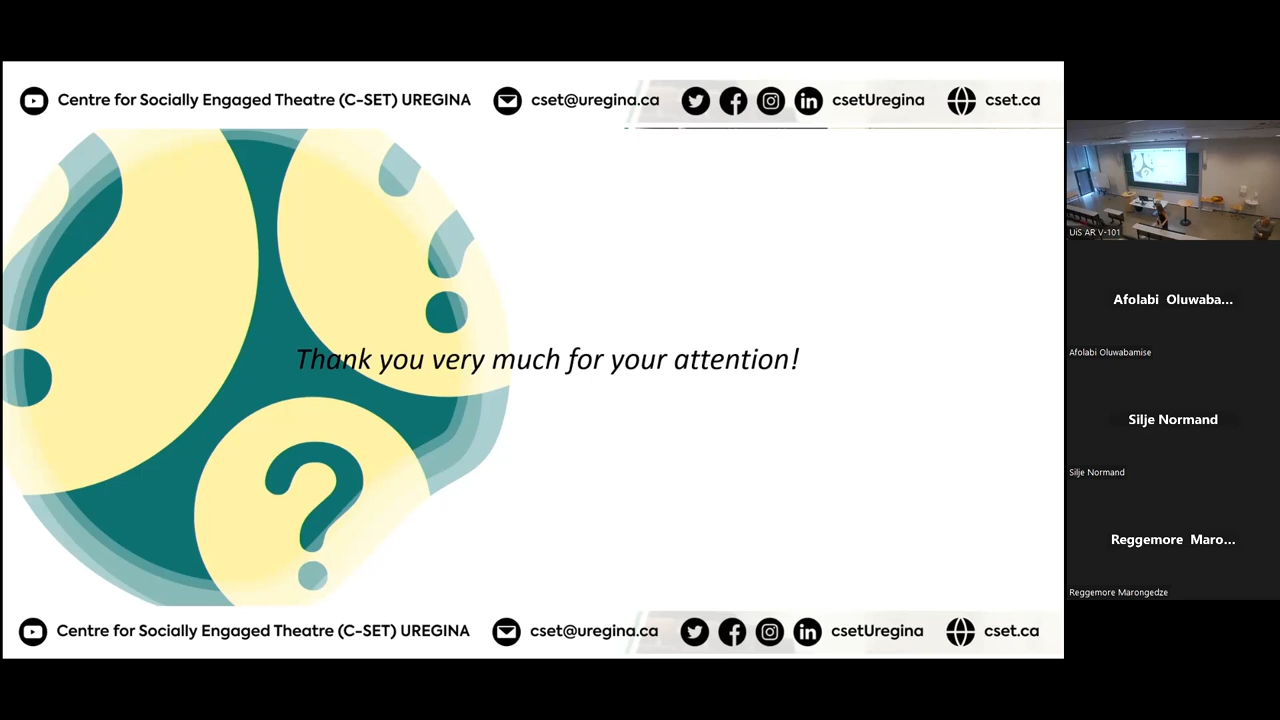 Centre for Socially Engaged Theatre (C-SET) UREGINA cset@uregina.ca csetUregina cset.ca
Thank you very much for your attention!
?
Centre for Socially Engaged Theatre (C-SET) UREGINA cset@uregina.ca csetUregina cset.ca
UiS AR V-101
Afolabi Oluwaba...
Afolabi Oluwabamise
Silje Normand
Silje Normand
Reggemore Maro...
Reggemore Marongedze